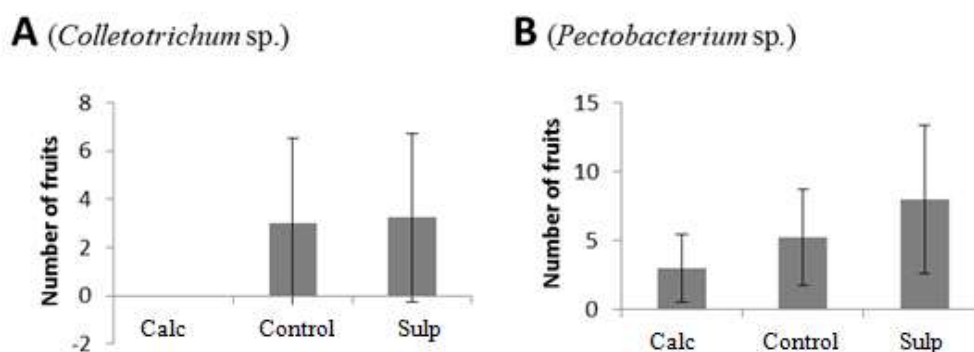 A (Colletotrichum sp.)
Number of fruits
8
6
4
2
0
-2
Calc Control Sulp
B (Pectobacterium sp.)
Number of fruits
15
10
5
0
Calc Control Sulp